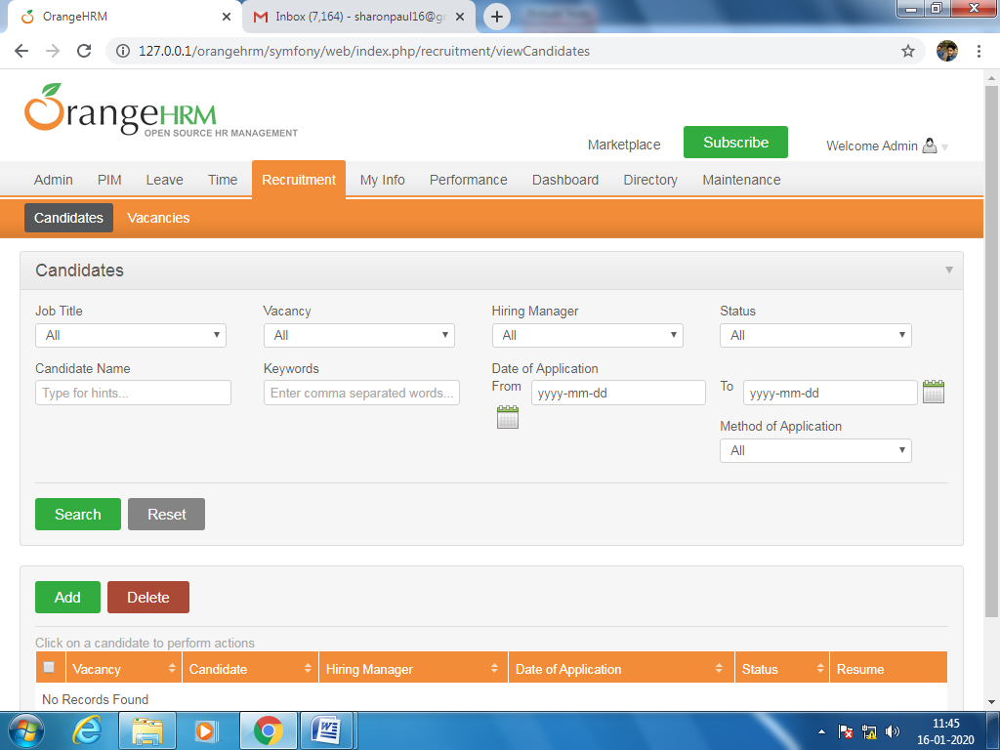 OrangeHRM
Inbox (7,164) - sharonpaul16@gr
127.0.0.1/orangehrm/symfony/web/index.php/recruitment/viewCandidates
OrangeHRM
OPEN SOURCE HR MANAGEMENT
Marketplace Subscribe Welcome Admin
Admin PIM Leave Time Recruitment My Info Performance Dashboard Directory Maintenance
Candidates Vacancies
Candidates
Job Title Vacancy Hiring Manager Status
All All All All
Candidate Name Keywords Date of Application
From To
Type for hints... Enter comma separated words... yyyy-mm-dd yyyy-mm-dd
Method of Application
All
Search Reset
Add Delete
Click on a candidate to perform actions
Vacancy Candidate Hiring Manager Date of Application Status Resume
No Records Found
11:45
16-01-2020